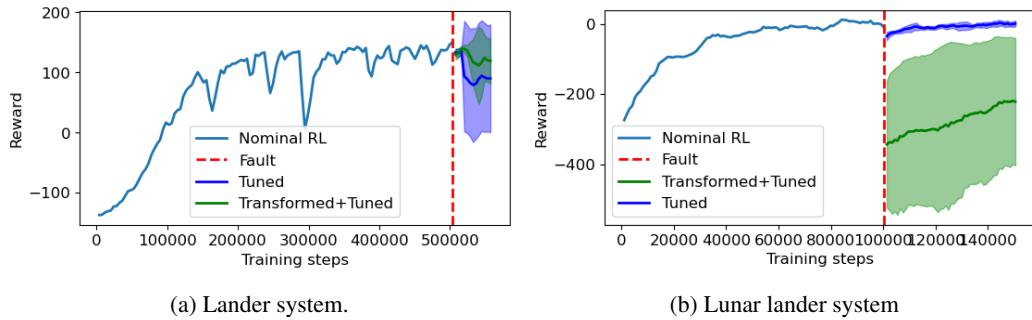 200
100
0
−100
Reward
Nominal RL
Fault
Tuned
Transformed+Tuned
0 100000 200000 300000 400000 500000
Training steps
(a) Lander system.
0
−200
−400
Reward
Nominal RL
Fault
Transformed+Tuned
Tuned
0 20000 40000 60000 80000 100000 120000 140000
Training steps
(b) Lunar lander system